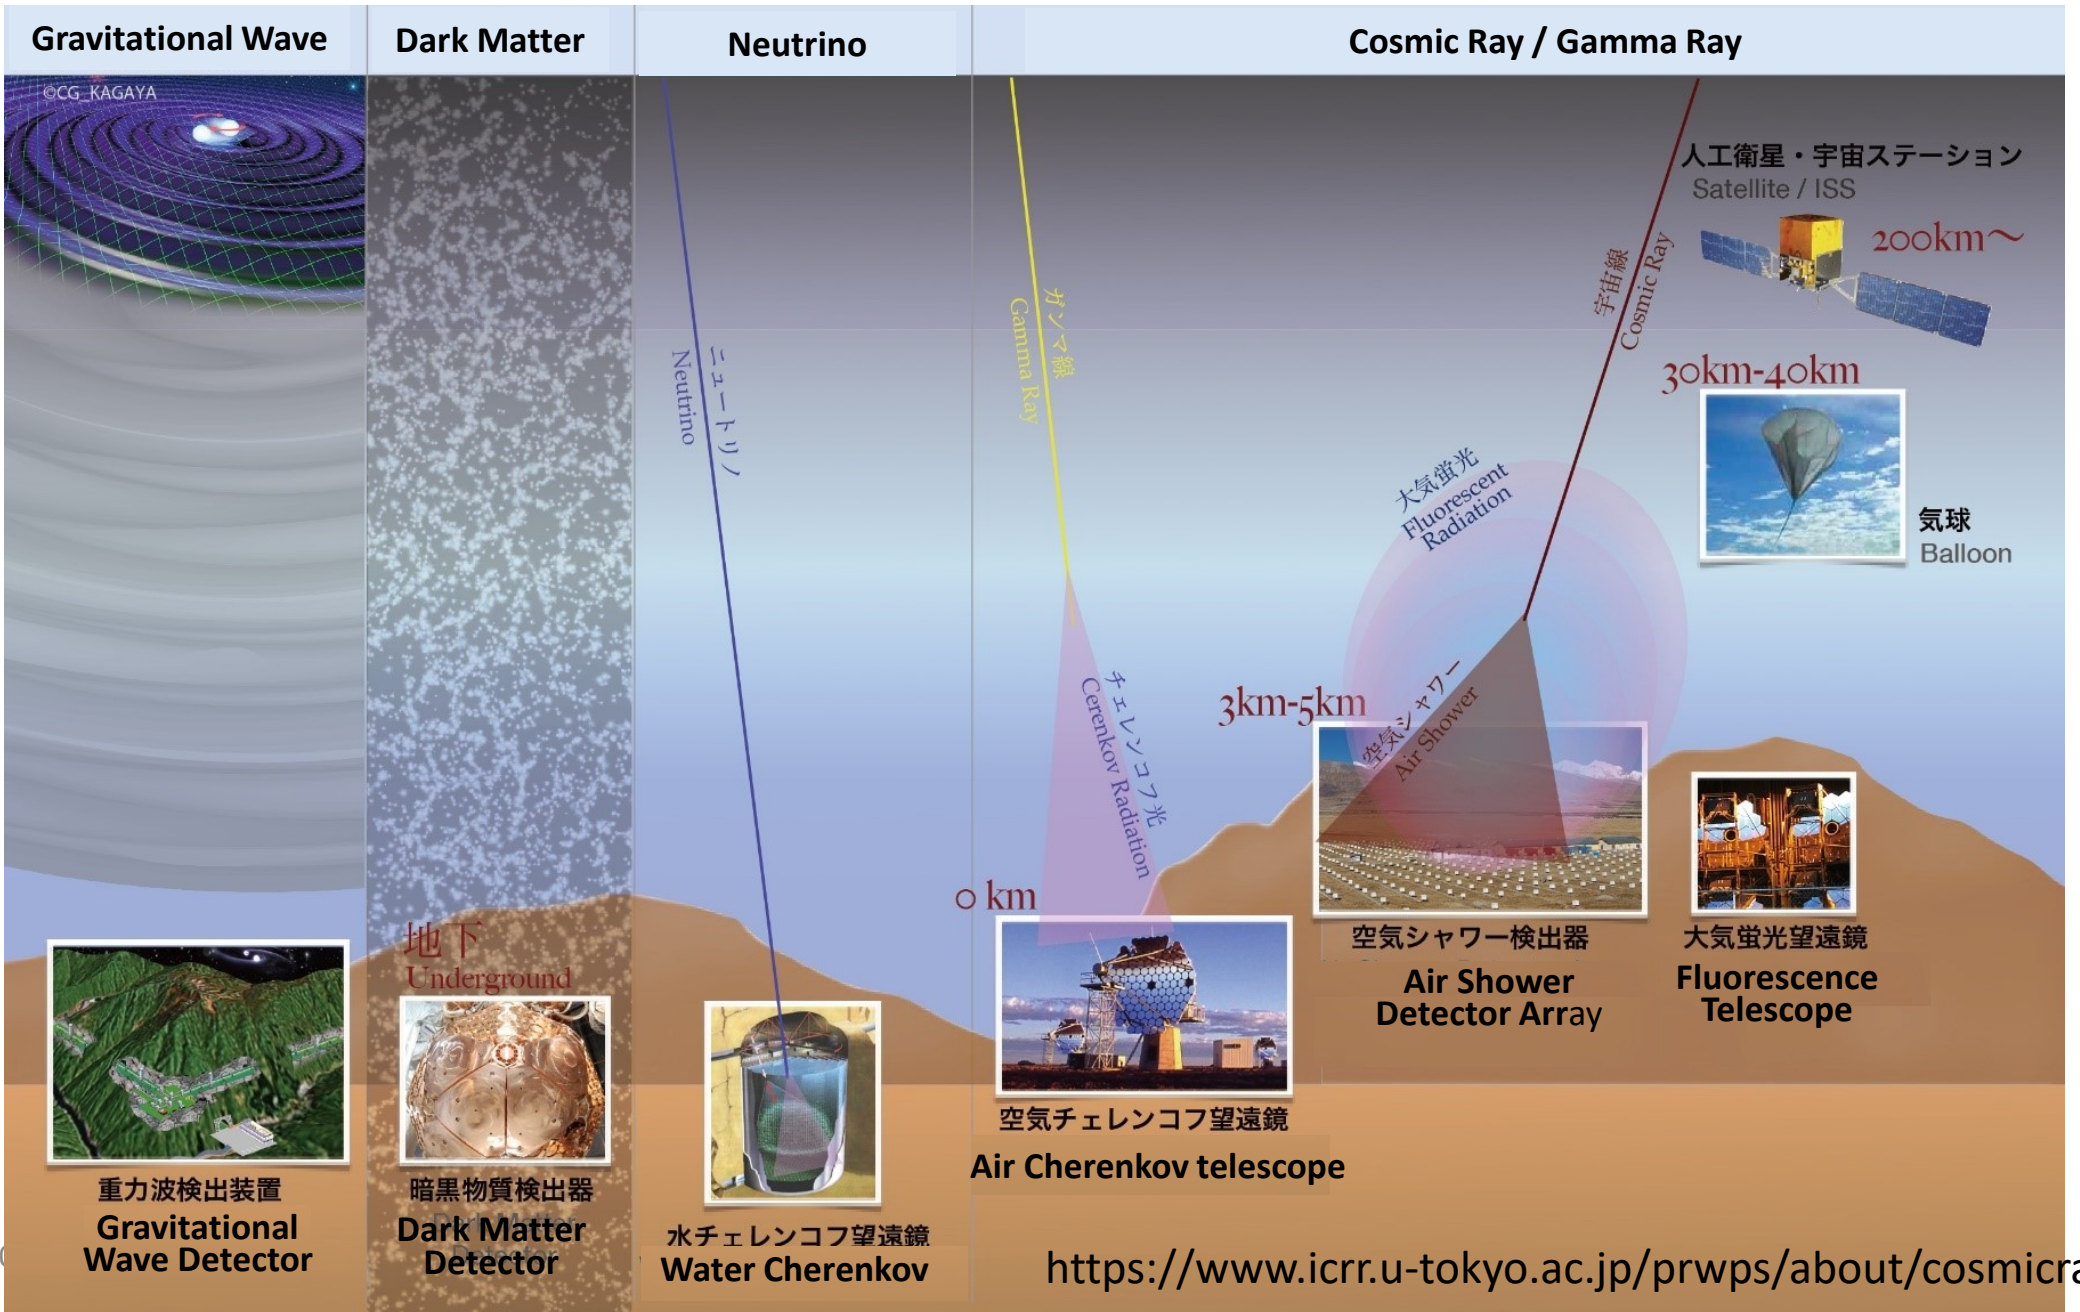 Gravitational Wave
Dark Matter
Neutrino
Cosmic Ray / Gamma Ray
©CG_KAGAYA
人工衛星・宇宙ステーション
Satellite / ISS
200km～
宇宙線
Cosmic Ray
ガンマ線
Gamma Ray
ニュートリノ
Neutrino
30km-40km
気球
Balloon
大気蛍光
Fluorescent
Radiation
3km-5km
空気シャワー
Air Shower
チェレンコフ光
Cerenkov Radiation
0 km
地下
Underground
空気シャワー検出器
Air Shower
Detector Array
大気蛍光望遠鏡
Fluorescence
Telescope
空気チェレンコフ望遠鏡
Air Cherenkov telescope
重力波検出装置
Gravitational
Wave Detector
暗黒物質検出器
Dark Matter
Detector
水チェレンコフ望遠鏡
Water Cherenkov
https://www.icrr.u-tokyo.ac.jp/prwps/about/cosmicra